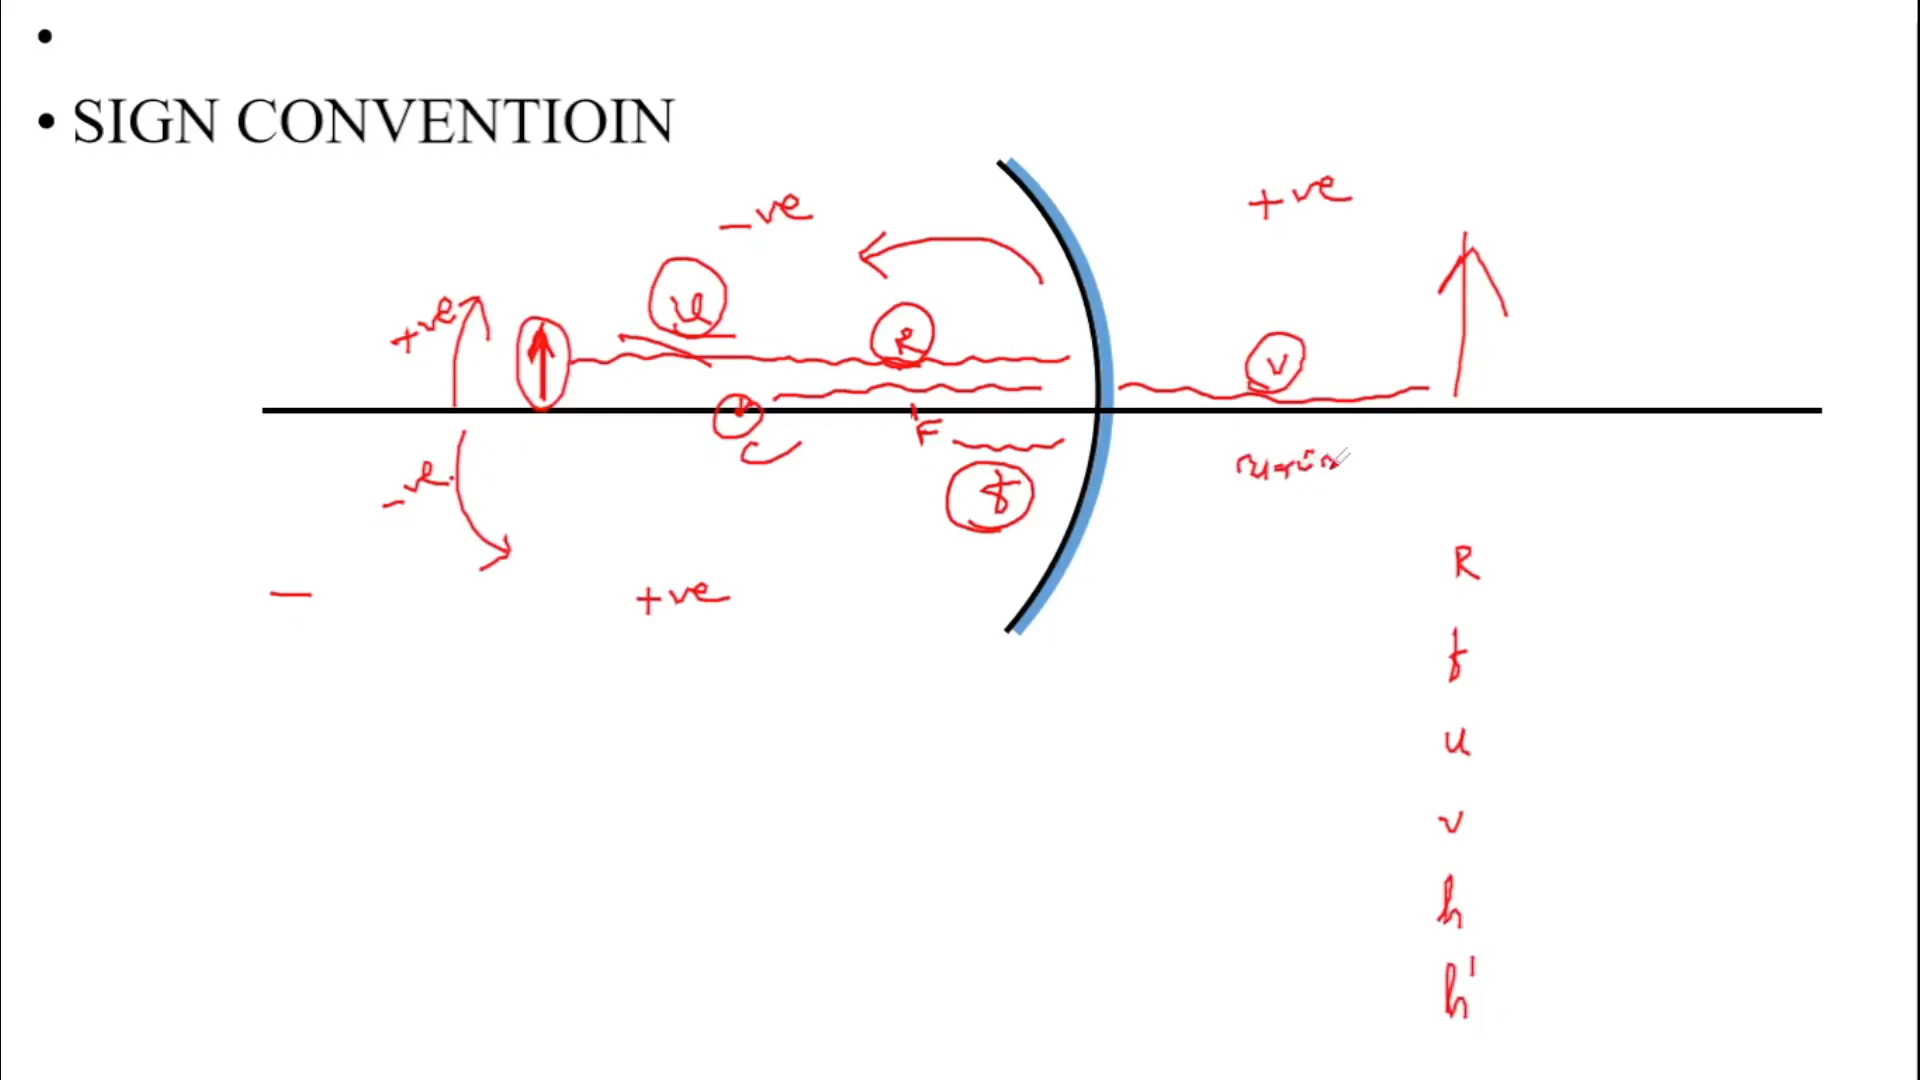 • SIGN CONVENTIOIN
-ve
+ve
+ve
u
R
v
C
F
-ve
f
- +ve
R
f
u
v
h
h'